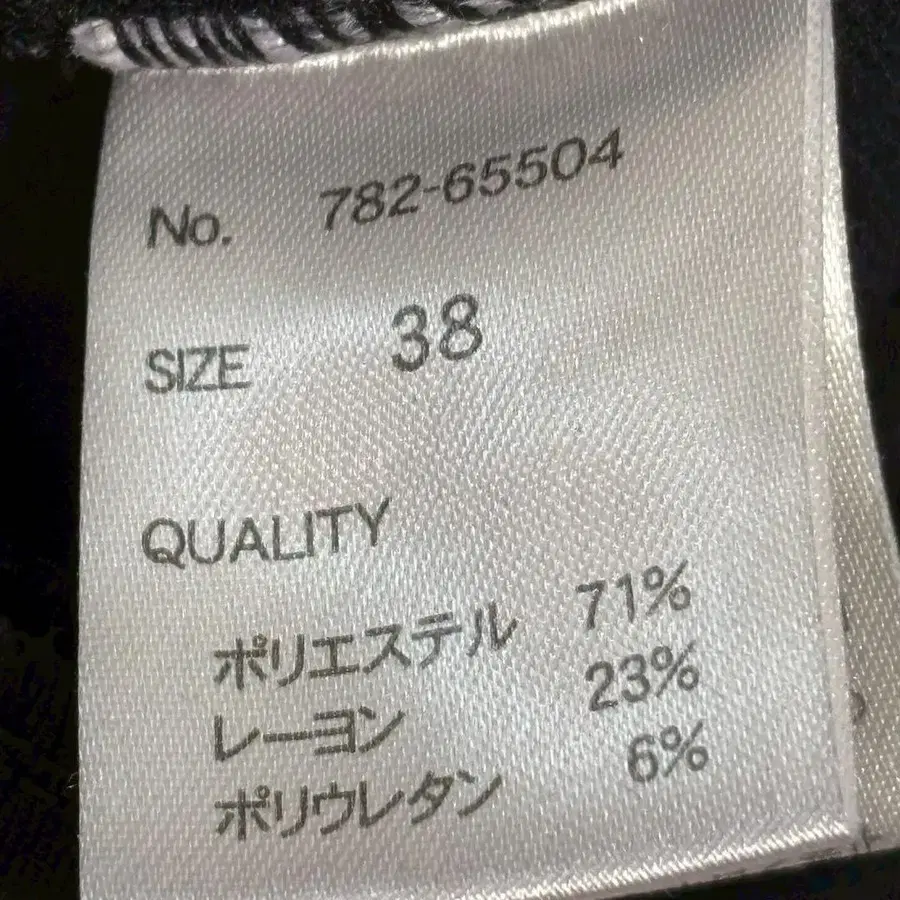 No. 782-65504
SIZE 38
QUALITY
ポリエステル 71%
レーヨン 23%
ポリウレタン 6%